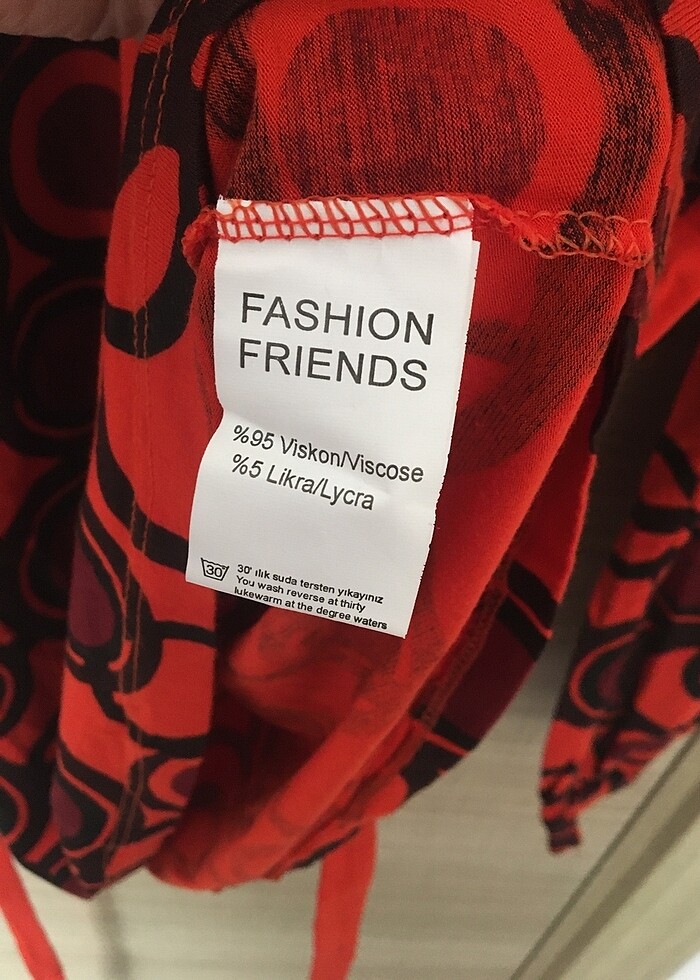 FASHION
FRIENDS
%95 Viskon/Viscose
%5 Likra/Lycra
30°
30' ılık suda tersten yıkayınız
You wash reverse at thirty
lukewarm at the degree waters